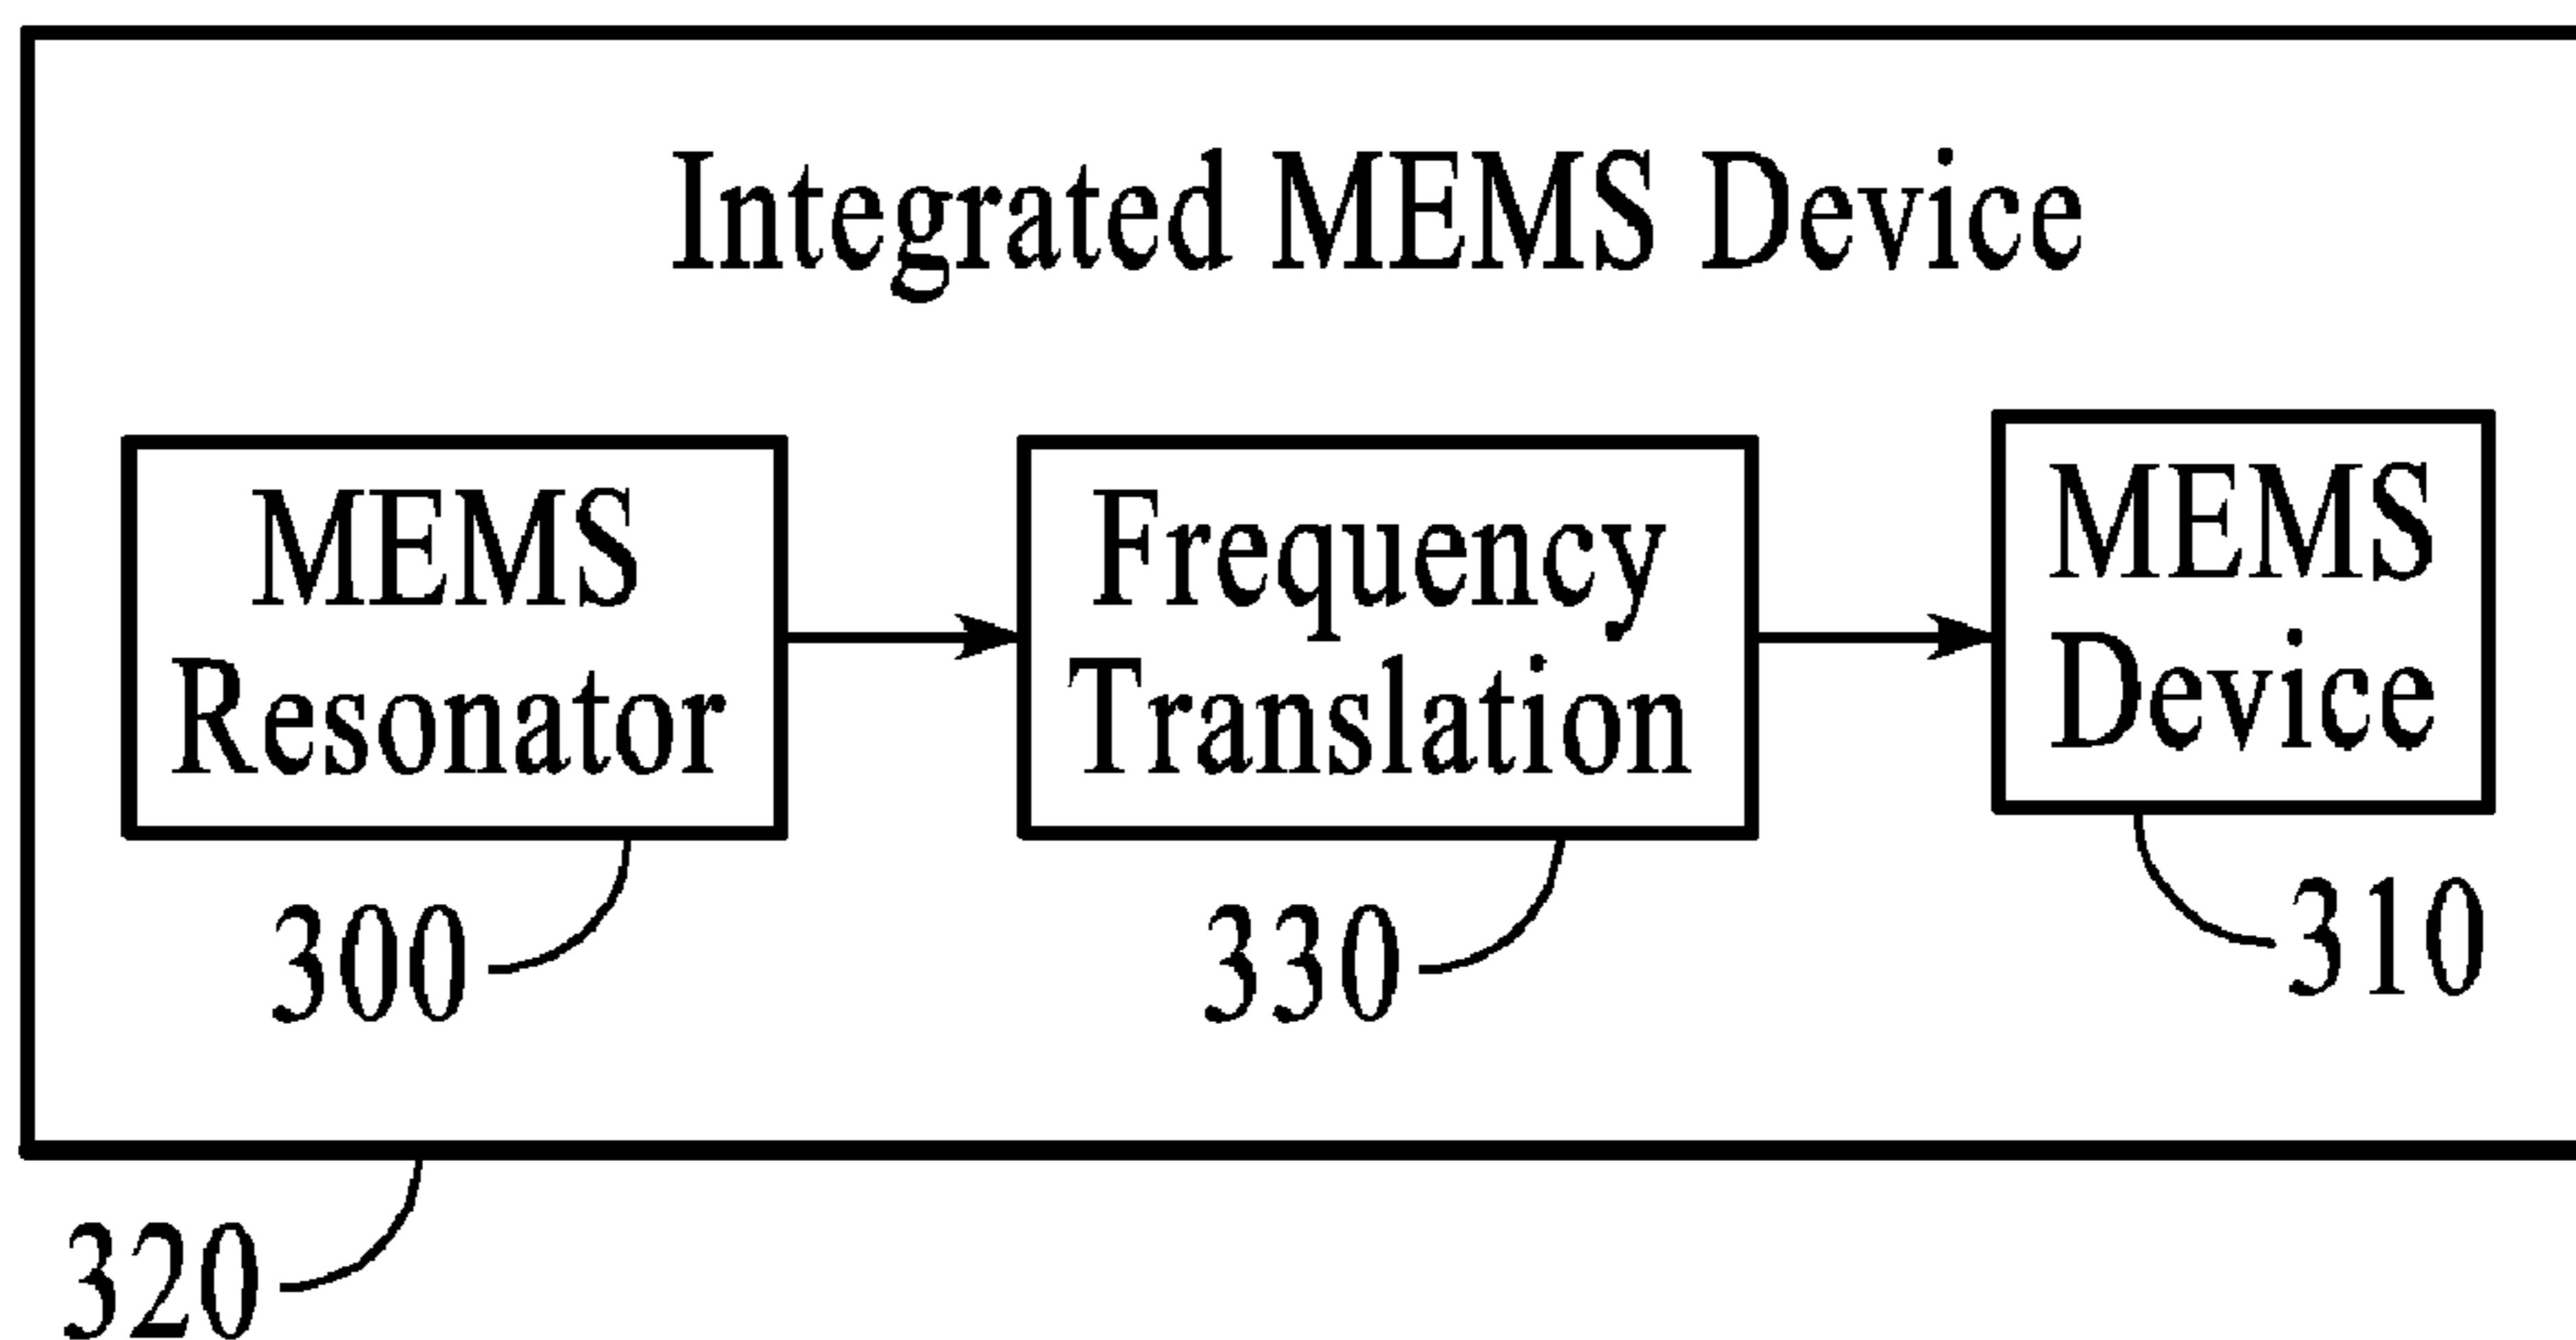 Integrated MEMS Device
MEMS
Resonator
Frequency
Translation
MEMS
Device
300
330
310
320